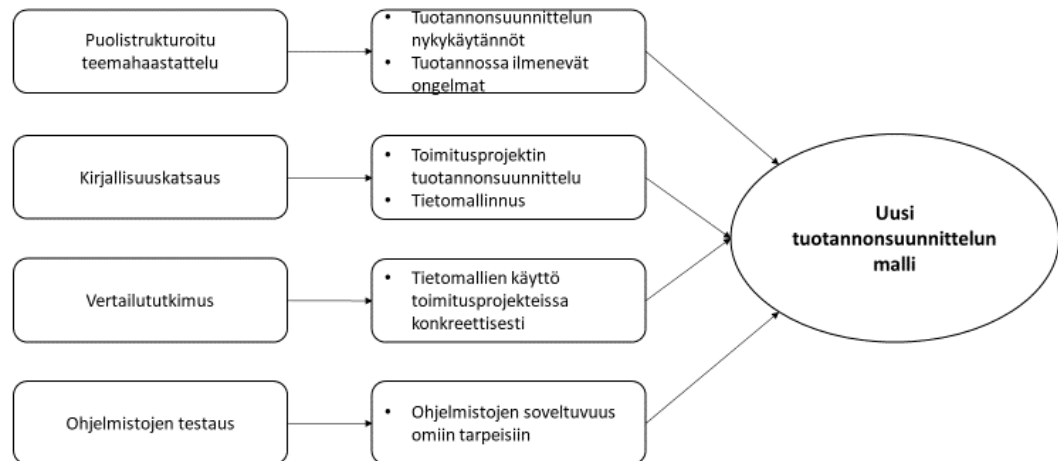 Puolistrukturoitu
teemahaastattelu
• Tuotannonsuunnittelun
nykykäytännöt
• Tuotannossa ilmenevät
ongelmat
Kirjallisuuskatsaus
• Toimitusprojektin
tuotannonsuunnittelu
• Tietomallinnus
Vertailututkimus
• Tietomallien käyttö
toimitusprojekteissa
konkreettisesti
Ohjelmistojen testaus
• Ohjelmistojen soveltuvuus
omiin tarpeisiin
Uusi
tuotannonsuunnittelun
malli